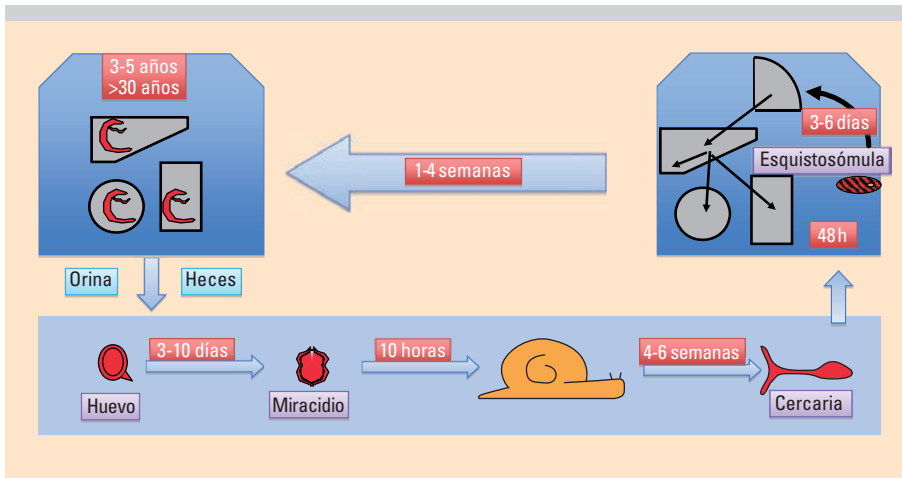 3-5 años
>30 años
3-6 días
Esquistosómula
1-4 semanas
48 h
Orina
Heces
3-10 días
10 horas
4-6 semanas
Huevo
Miracidio
Cercaria